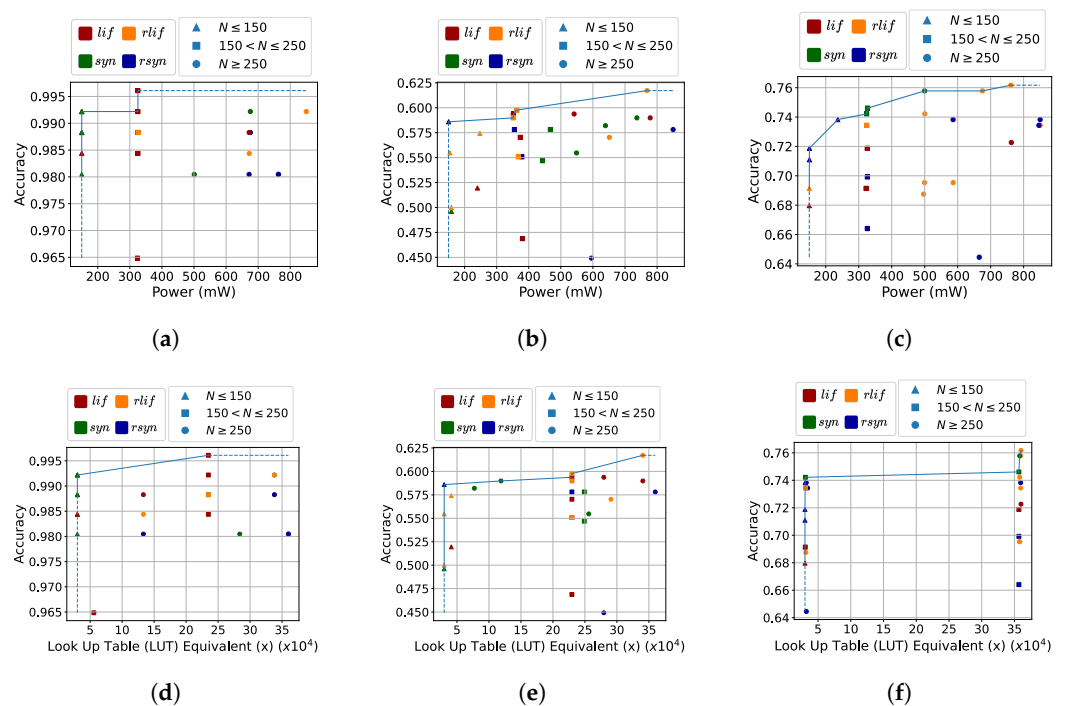 lif rlif N ≤ 150
150 < N ≤ 250
syn rsyn N ≥ 250
0.995
0.990
0.985
0.980
0.975
0.970
0.965
Accuracy
200 300 400 500 600 700 800
Power (mW)
(a)
lif rlif N ≤ 150
150 < N ≤ 250
syn rsyn N ≥ 250
0.625
0.600
0.575
0.550
0.525
0.500
0.475
0.450
Accuracy
200 300 400 500 600 700 800
Power (mW)
(b)
lif rlif N ≤ 150
150 < N ≤ 250
syn rsyn N ≥ 250
0.76
0.74
0.72
0.70
0.68
0.66
0.64
Accuracy
200 300 400 500 600 700 800
Power (mW)
(c)
lif rlif N ≤ 150
150 < N ≤ 250
syn rsyn N ≥ 250
0.995
0.990
0.985
0.980
0.975
0.970
0.965
Accuracy
5 10 15 20 25 30 35
Look Up Table (LUT) Equivalent (x) (x10⁴)
(d)
lif rlif N ≤ 150
150 < N ≤ 250
syn rsyn N ≥ 250
0.625
0.600
0.575
0.550
0.525
0.500
0.475
0.450
Accuracy
5 10 15 20 25 30 35
Look Up Table (LUT) Equivalent (x) (x10⁴)
(e)
lif rlif N ≤ 150
150 < N ≤ 250
syn rsyn N ≥ 250
0.76
0.74
0.72
0.70
0.68
0.66
0.64
Accuracy
5 10 15 20 25 30 35
Look Up Table (LUT) Equivalent (x) (x10⁴)
(f)